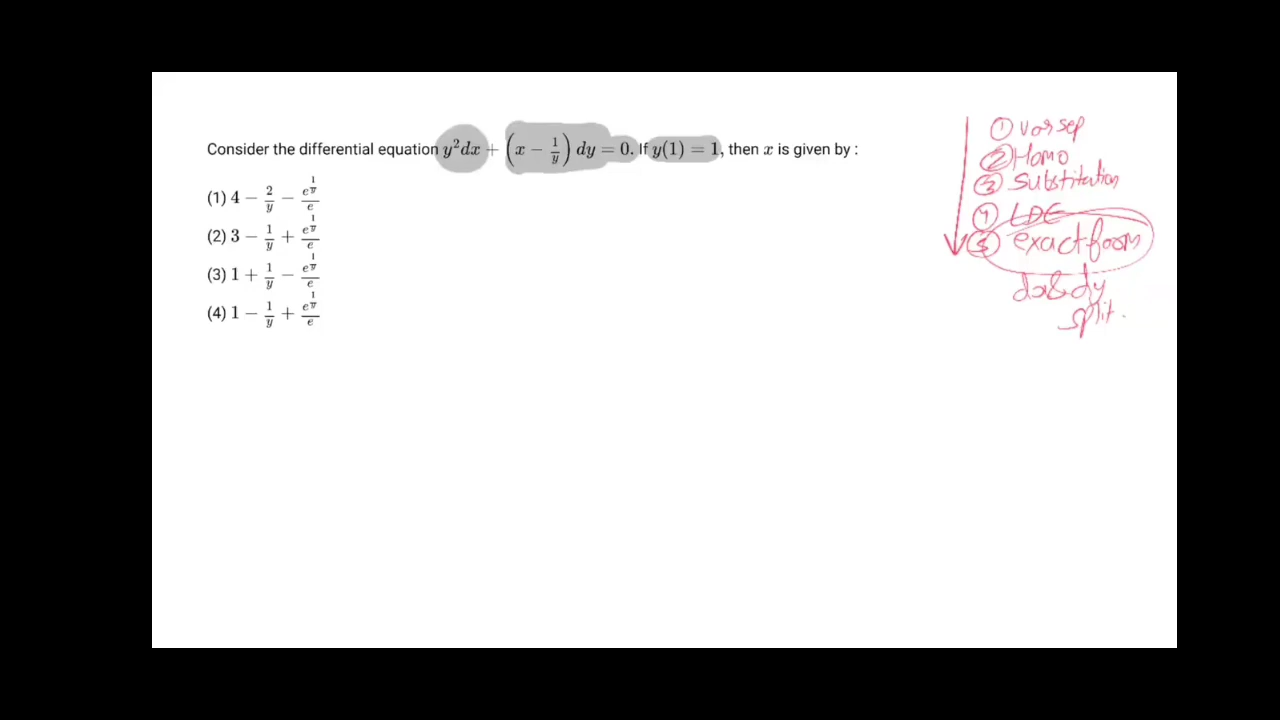 Consider the differential equation y²dx + (x − 1/y) dy = 0. If y(1) = 1, then x is given by :
(1) 4 − 2/y − e^(1/y)/e
(2) 3 − 1/y + e^(1/y)/e
(3) 1 + 1/y − e^(1/y)/e
(4) 1 − 1/y + e^(1/y)/e
① var sep
② Homo
③ Substitution
④ LDE
⑤ exact form
dx & dy
split.